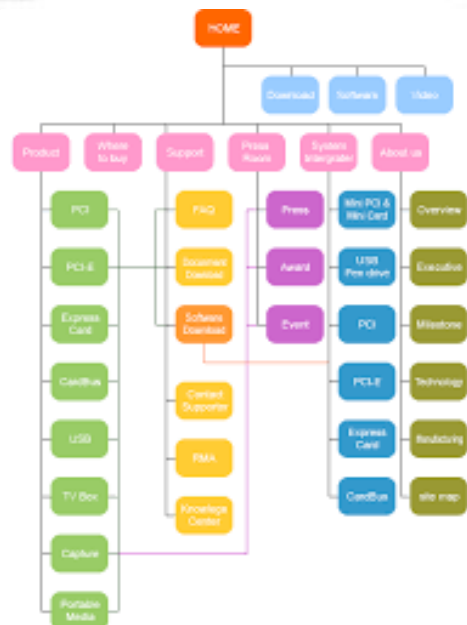 HOME
Download
Software
Video
Product
Where
to buy
Support
Press
Room
System
Intergrater
About us
PCI
FAQ
Press
Mini PCI &
Mini Card
Overview
PCI-E
Document
Download
Award
USB
Pen drive
Executive
Express
Card
Software
Download
Event
PCI
Milestone
CardBus
Contact
Supporter
PCI-E
Technology
USB
RMA
Express
Card
Manufacturing
TV Box
Knowlege
Center
CardBus
site map
Capture
Portable
Media